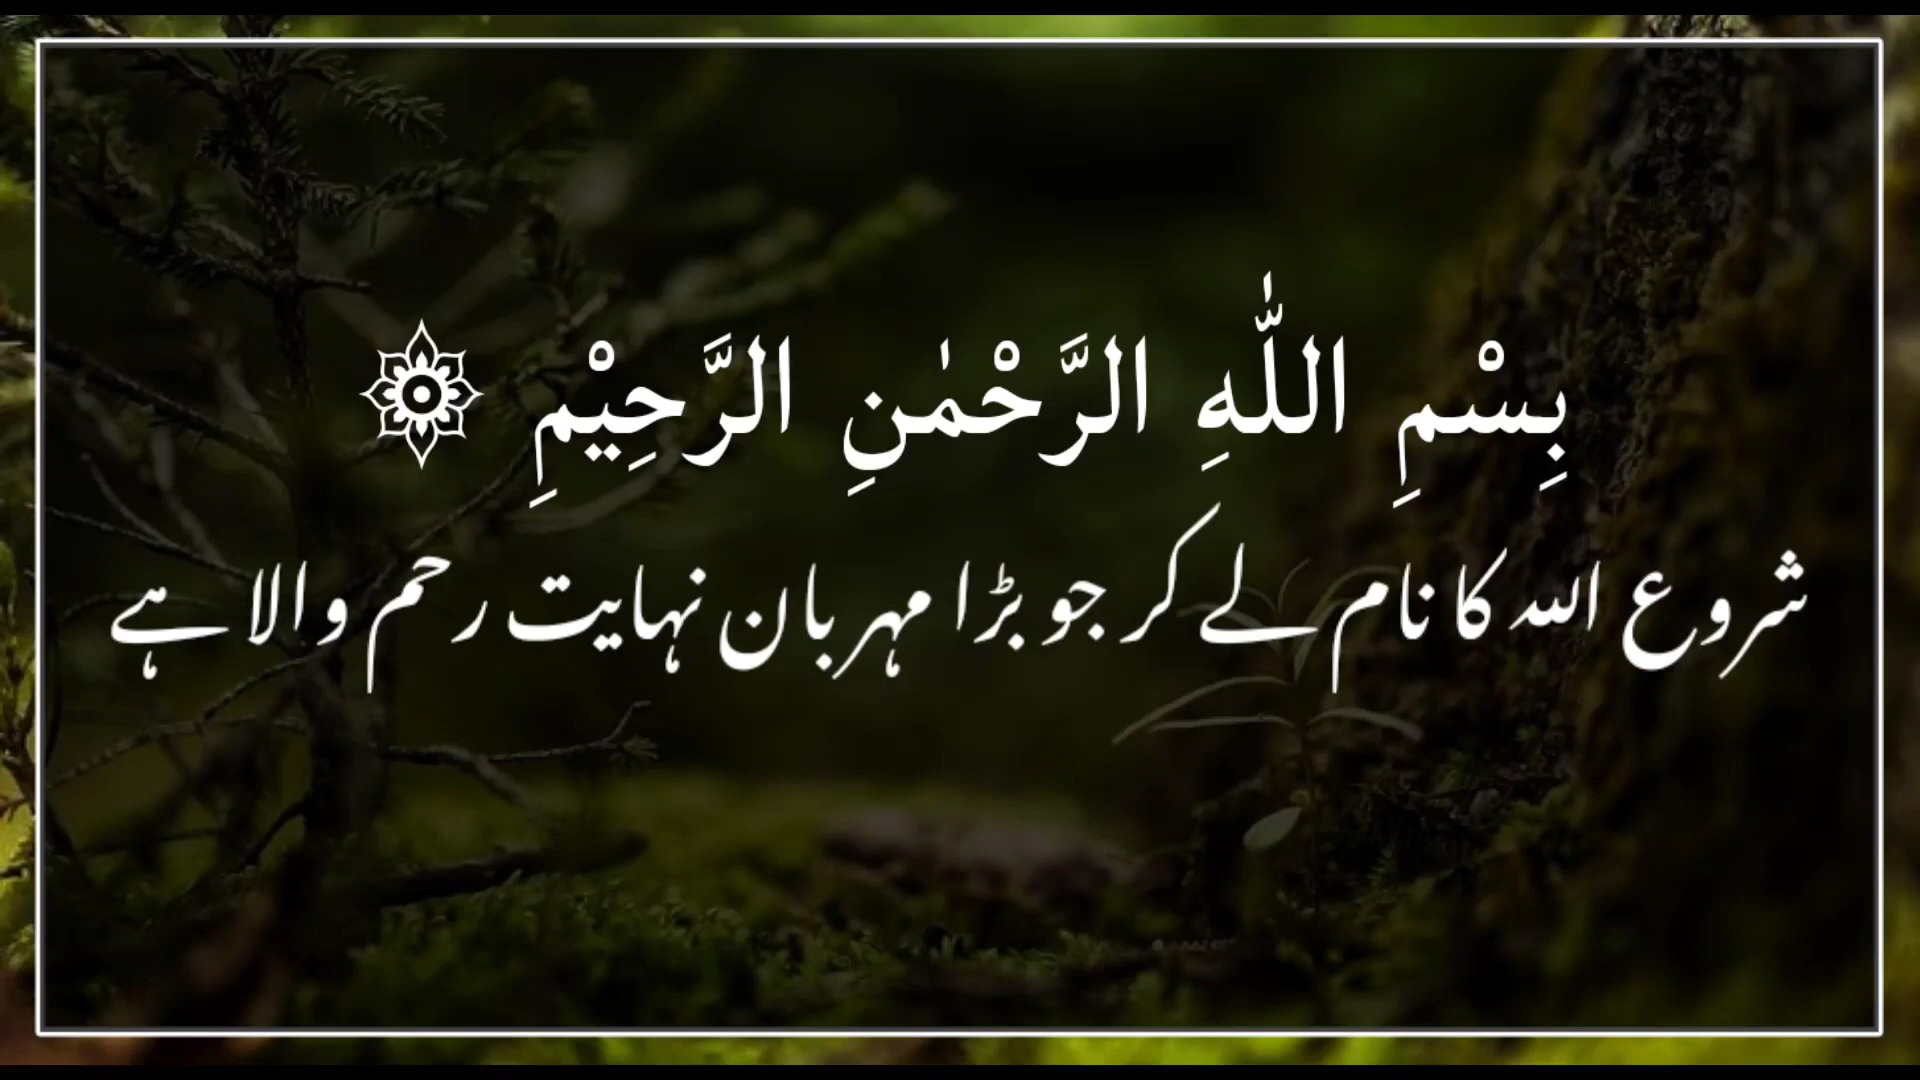 بِسْمِ اللّٰهِ الرَّحْمٰنِ الرَّحِيْمِ ۞
شروع اللہ کا نام لے کر جو بڑا مہربان نہایت رحم والا ہے